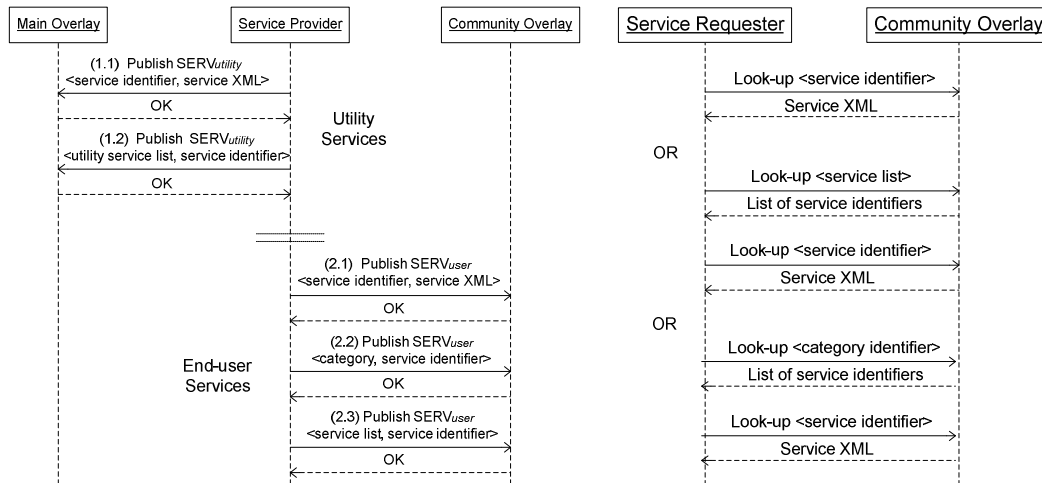 Main Overlay
Service Provider
Community Overlay
(1.1) Publish SERVutility
<service identifier, service XML>
OK
(1.2) Publish SERVutility
<utility service list, service identifier>
OK
Utility
Services
(2.1) Publish SERVuser
<service identifier, service XML>
OK
(2.2) Publish SERVuser
<category, service identifier>
OK
End-user
Services
(2.3) Publish SERVuser
<service list, service identifier>
OK
Service Requester
Community Overlay
Look-up <service identifier>
Service XML
OR
Look-up <service list>
List of service identifiers
Look-up <service identifier>
Service XML
OR
Look-up <category identifier>
List of service identifiers
Look-up <service identifier>
Service XML